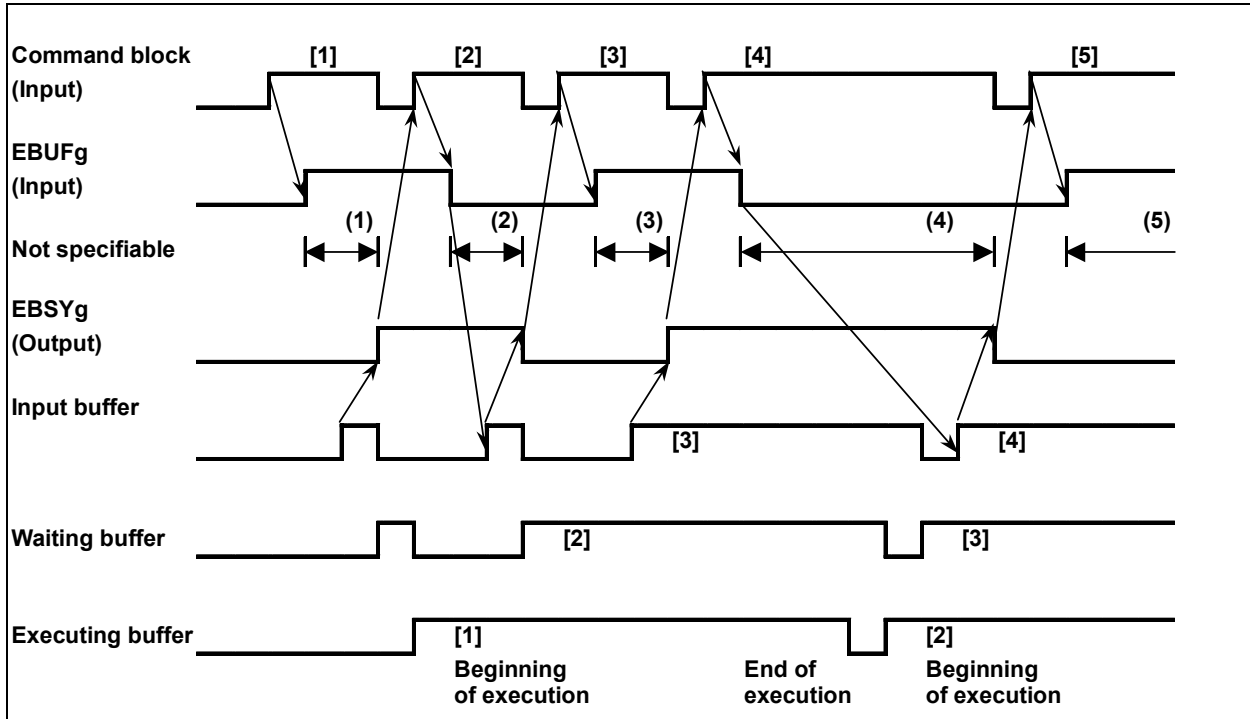 Command block
(Input)
[1] [2] [3] [4] [5]
EBUFg
(Input)
Not specifiable
(1) (2) (3) (4) (5)
EBSYg
(Output)
Input buffer
[3] [4]
Waiting buffer
[2] [3]
Executing buffer
[1] [2]
Beginning
of execution
End of
execution
Beginning
of execution